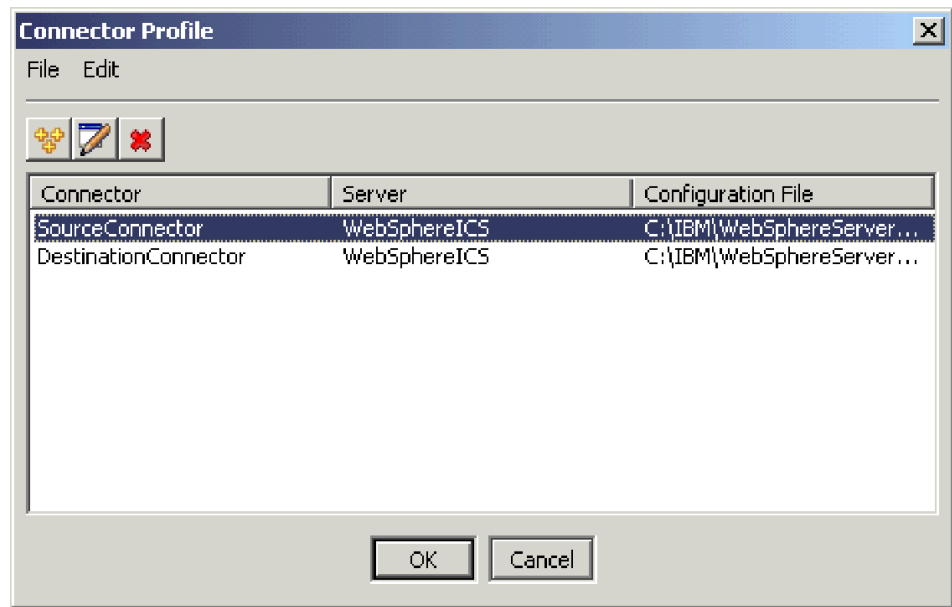 Connector Profile
File Edit
Connector Server Configuration File
SourceConnector WebSphereICS C:\IBM\WebSphereServer...
DestinationConnector WebSphereICS C:\IBM\WebSphereServer...
OK Cancel